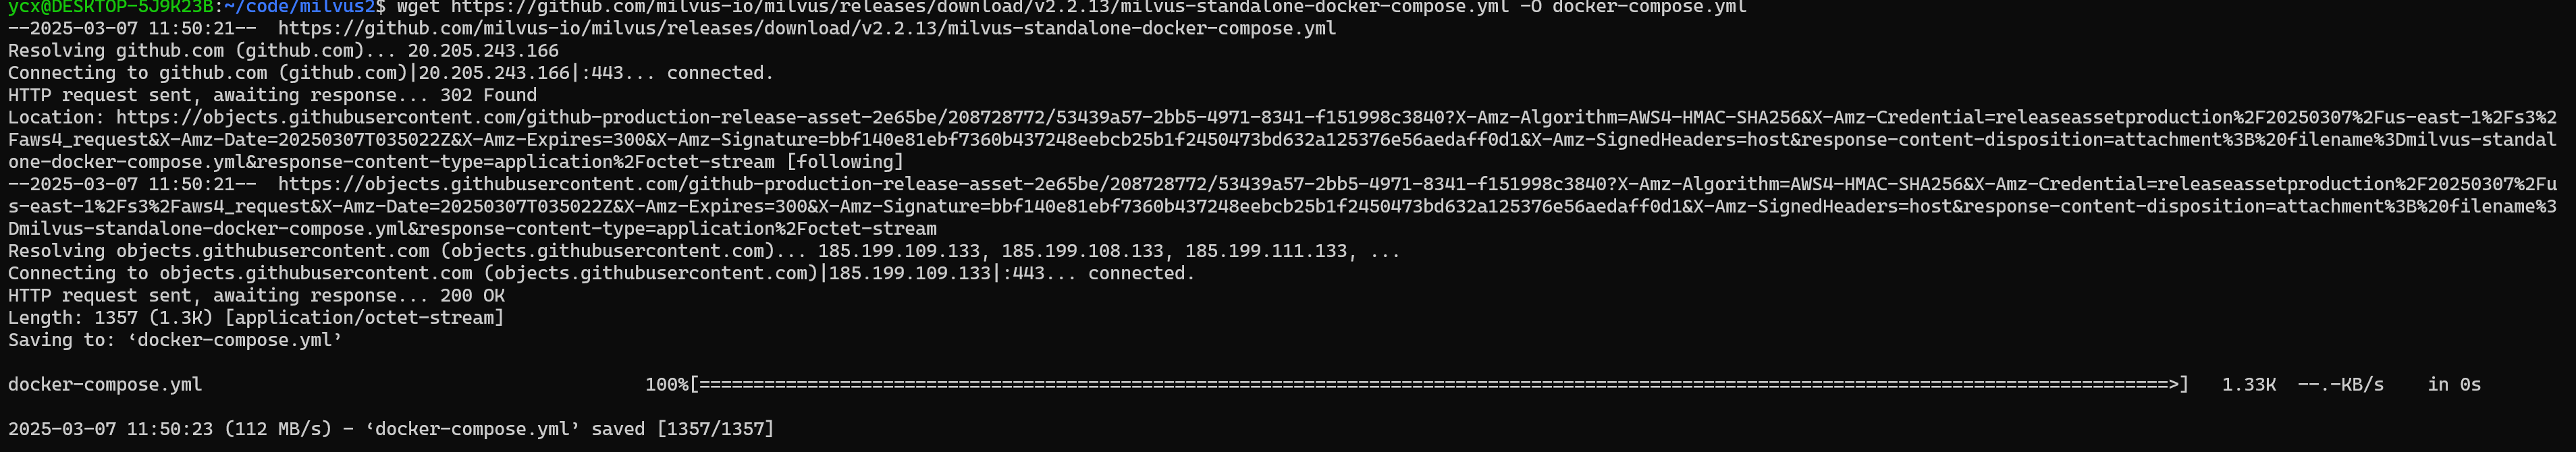 ycx@DESKTOP-5J9K23B:~/code/milvus2$ wget https://github.com/milvus-io/milvus/releases/download/v2.2.13/milvus-standalone-docker-compose.yml -O docker-compose.yml
--2025-03-07 11:50:21--  https://github.com/milvus-io/milvus/releases/download/v2.2.13/milvus-standalone-docker-compose.yml
Resolving github.com (github.com)... 20.205.243.166
Connecting to github.com (github.com)|20.205.243.166|:443... connected.
HTTP request sent, awaiting response... 302 Found
Location: https://objects.githubusercontent.com/github-production-release-asset-2e65be/208728772/53439a57-2bb5-4971-8341-f151998c3840?X-Amz-Algorithm=AWS4-HMAC-SHA256&X-Amz-Credential=releaseassetproduction%2F20250307%2Fus-east-1%2Fs3%2
Faws4_request&X-Amz-Date=20250307T035022Z&X-Amz-Expires=300&X-Amz-Signature=bbf140e81ebf7360b437248eebcb25b1f2450473bd632a125376e56aedaff0d1&X-Amz-SignedHeaders=host&response-content-disposition=attachment%3B%20filename%3Dmilvus-standal
one-docker-compose.yml&response-content-type=application%2Foctet-stream [following]
--2025-03-07 11:50:21--  https://objects.githubusercontent.com/github-production-release-asset-2e65be/208728772/53439a57-2bb5-4971-8341-f151998c3840?X-Amz-Algorithm=AWS4-HMAC-SHA256&X-Amz-Credential=releaseassetproduction%2F20250307%2Fu
s-east-1%2Fs3%2Faws4_request&X-Amz-Date=20250307T035022Z&X-Amz-Expires=300&X-Amz-Signature=bbf140e81ebf7360b437248eebcb25b1f2450473bd632a125376e56aedaff0d1&X-Amz-SignedHeaders=host&response-content-disposition=attachment%3B%20filename%3
Dmilvus-standalone-docker-compose.yml&response-content-type=application%2Foctet-stream
Resolving objects.githubusercontent.com (objects.githubusercontent.com)... 185.199.109.133, 185.199.108.133, 185.199.111.133, ...
Connecting to objects.githubusercontent.com (objects.githubusercontent.com)|185.199.109.133|:443... connected.
HTTP request sent, awaiting response... 200 OK
Length: 1357 (1.3K) [application/octet-stream]
Saving to: ‘docker-compose.yml’
docker-compose.yml 100%[========================================================================================================================================>] 1.33K --.-KB/s in 0s
2025-03-07 11:50:23 (112 MB/s) - ‘docker-compose.yml’ saved [1357/1357]